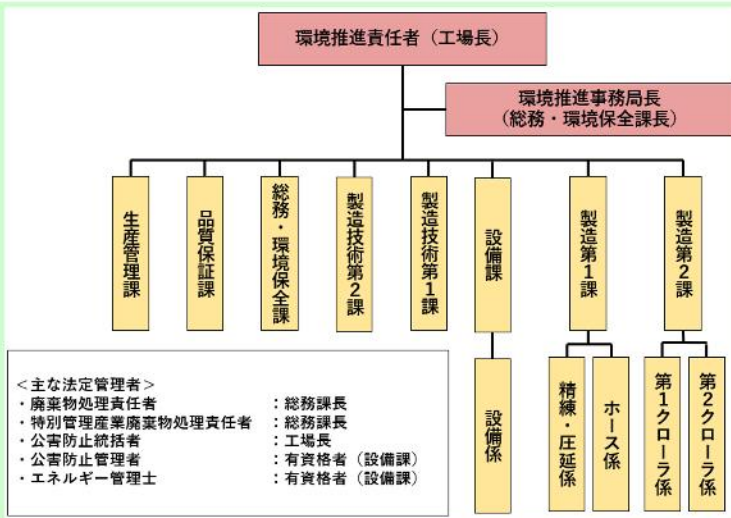 環境推進責任者（工場長）
環境推進事務局長
（総務・環境保全課長）
生産管理課
品質保証課
総務・環境保全課
製造技術第2課
製造技術第1課
設備課
製造第1課
製造第2課
設備係
精練・圧延係
ホース係
第1クローラ係
第2クローラ係
＜主な法定管理者＞
・廃棄物処理責任者　：総務課長
・特別管理産業廃棄物処理責任者　：総務課長
・公害防止統括者　：工場長
・公害防止管理者　：有資格者（設備課）
・エネルギー管理士　：有資格者（設備課）